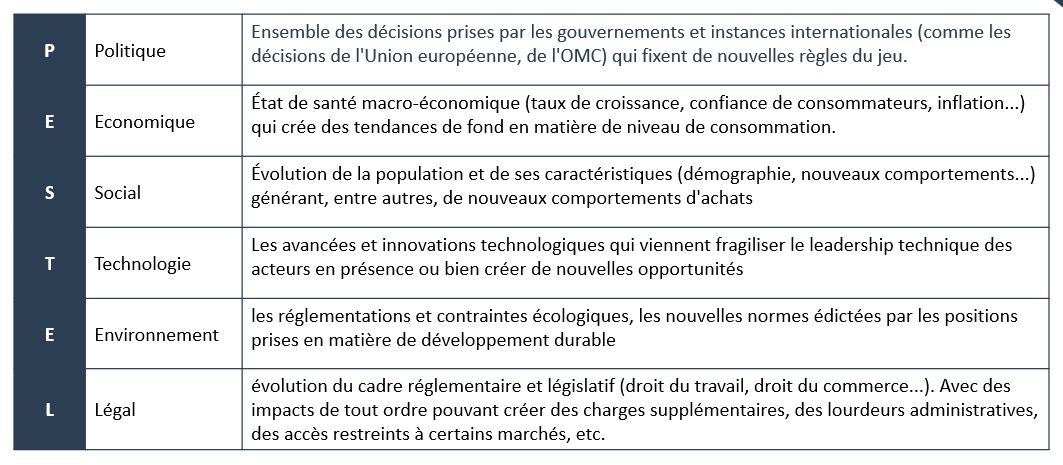 P
Politique
Ensemble des décisions prises par les gouvernements et instances internationales (comme les
décisions de l'Union européenne, de l'OMC) qui fixent de nouvelles règles du jeu.
E
Economique
État de santé macro-économique (taux de croissance, confiance de consommateurs, inflation...)
qui crée des tendances de fond en matière de niveau de consommation.
S
Social
Évolution de la population et de ses caractéristiques (démographie, nouveaux comportements...)
générant, entre autres, de nouveaux comportements d'achats
T
Technologie
Les avancées et innovations technologiques qui viennent fragiliser le leadership technique des
acteurs en présence ou bien créer de nouvelles opportunités
E
Environnement
les réglementations et contraintes écologiques, les nouvelles normes édictées par les positions
prises en matière de développement durable
L
Légal
évolution du cadre réglementaire et législatif (droit du travail, droit du commerce...). Avec des
impacts de tout ordre pouvant créer des charges supplémentaires, des lourdeurs administratives,
des accès restreints à certains marchés, etc.